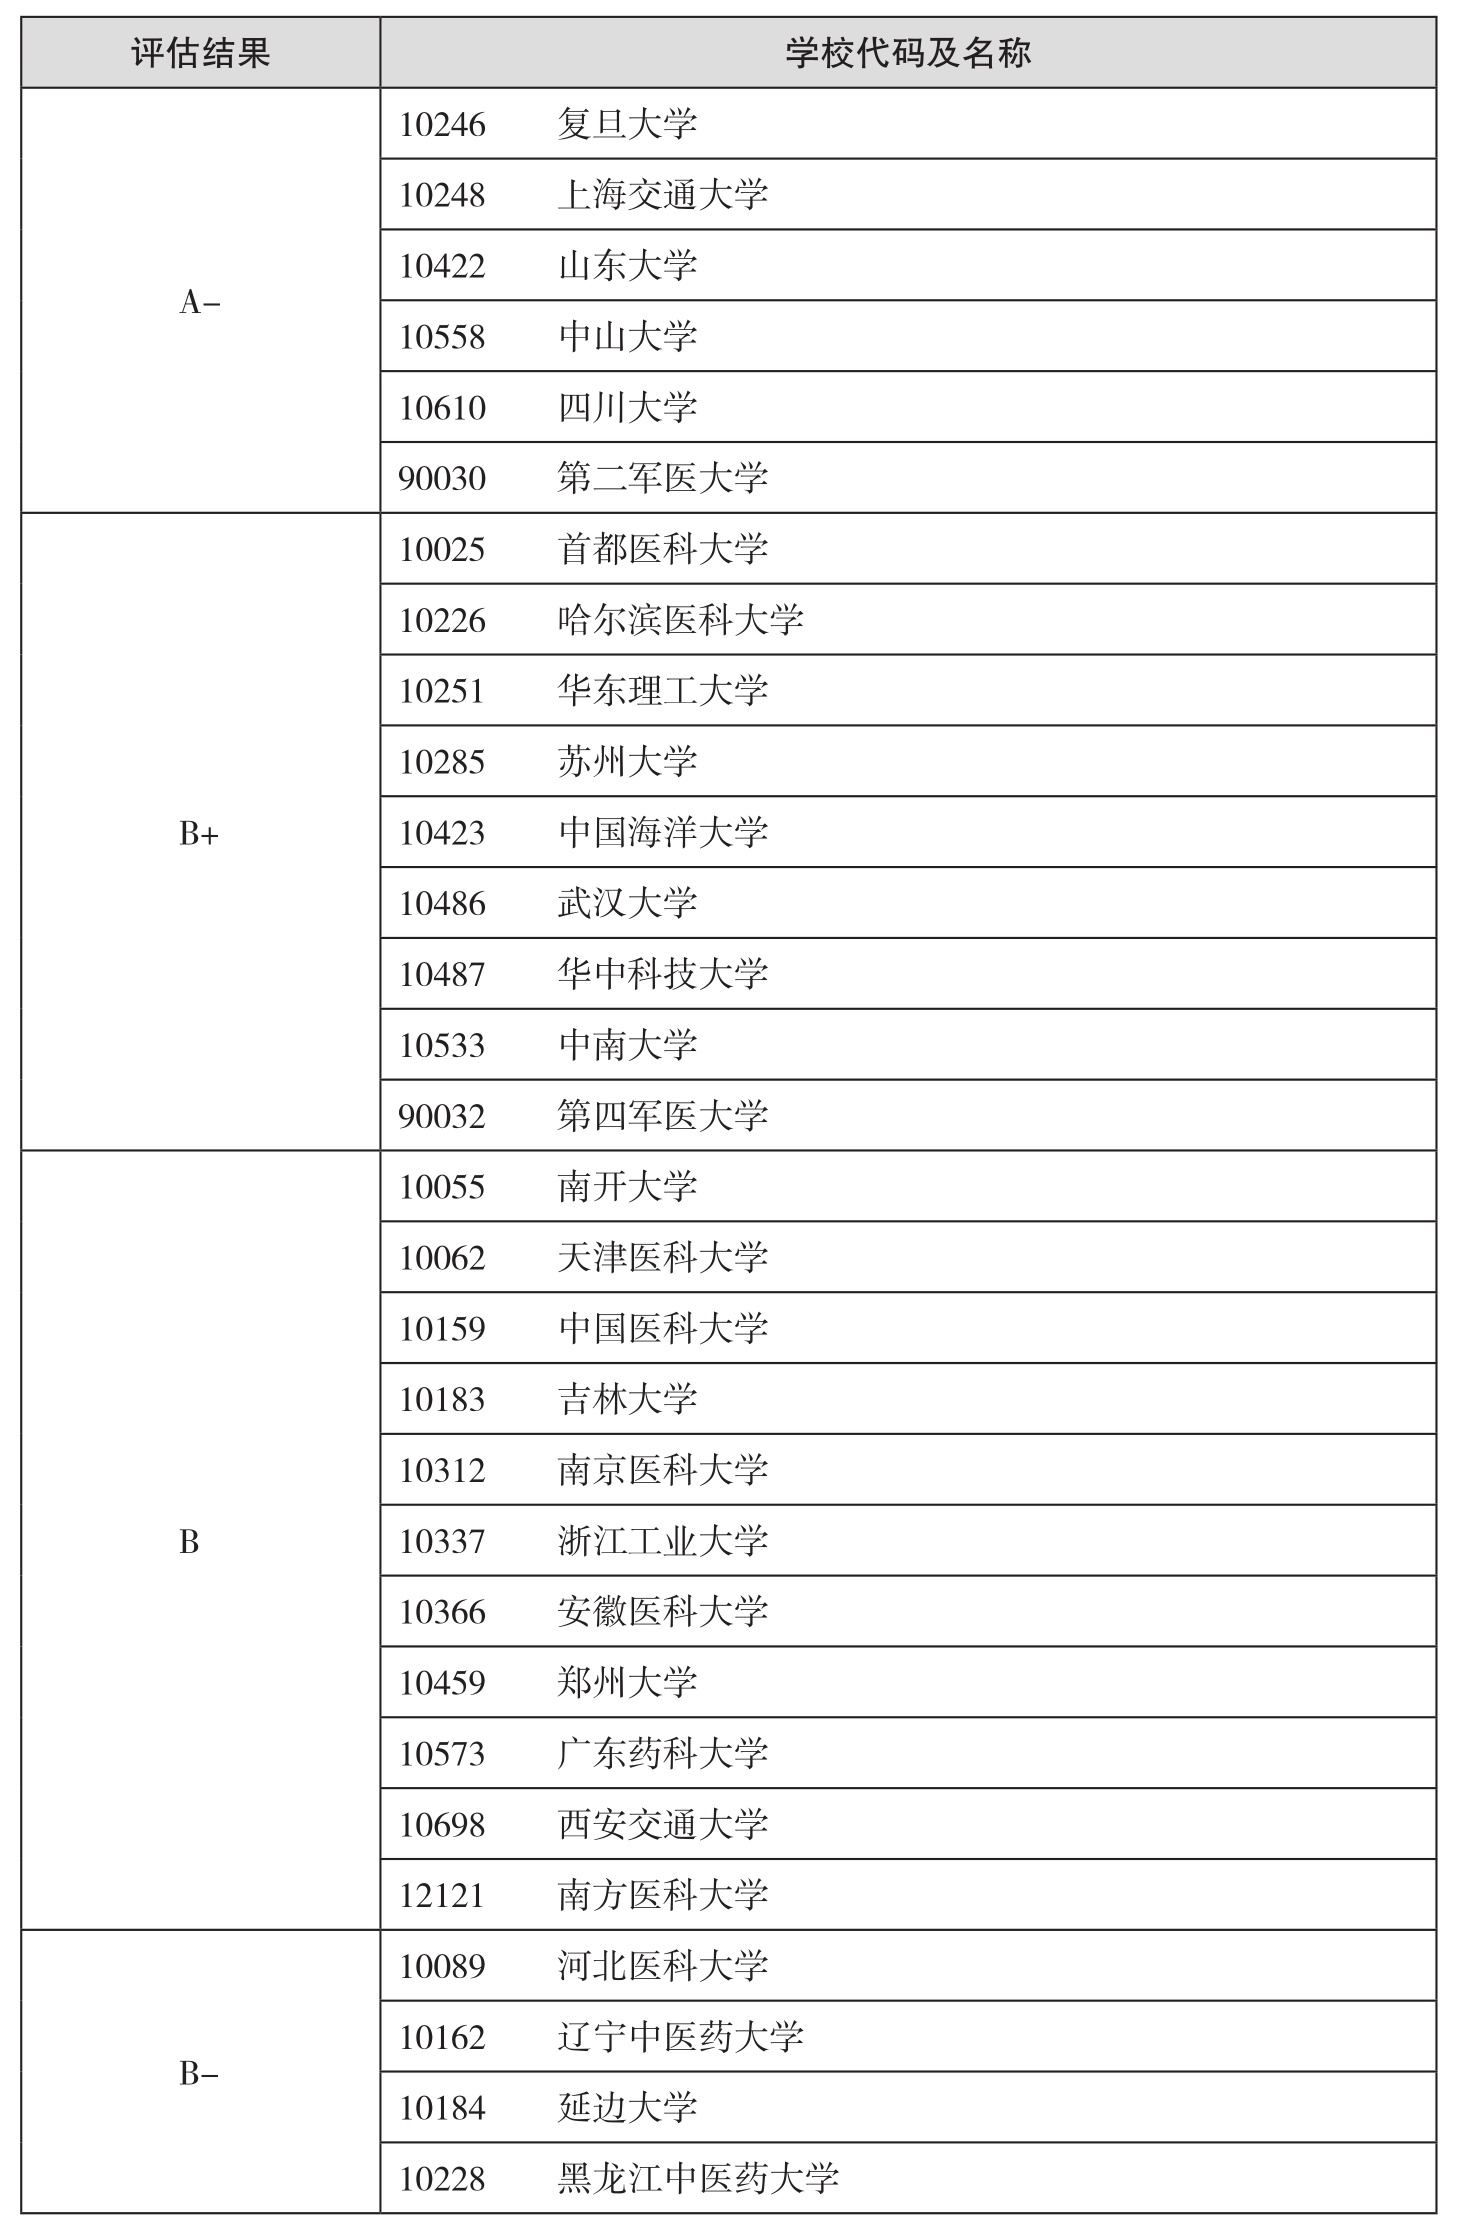 评估结果 学校代码及名称
A-
10246 复旦大学
10248 上海交通大学
10422 山东大学
10558 中山大学
10610 四川大学
90030 第二军医大学
B+
10025 首都医科大学
10226 哈尔滨医科大学
10251 华东理工大学
10285 苏州大学
10423 中国海洋大学
10486 武汉大学
10487 华中科技大学
10533 中南大学
90032 第四军医大学
B
10055 南开大学
10062 天津医科大学
10159 中国医科大学
10183 吉林大学
10312 南京医科大学
10337 浙江工业大学
10366 安徽医科大学
10459 郑州大学
10573 广东药科大学
10698 西安交通大学
12121 南方医科大学
B-
10089 河北医科大学
10162 辽宁中医药大学
10184 延边大学
10228 黑龙江中医药大学